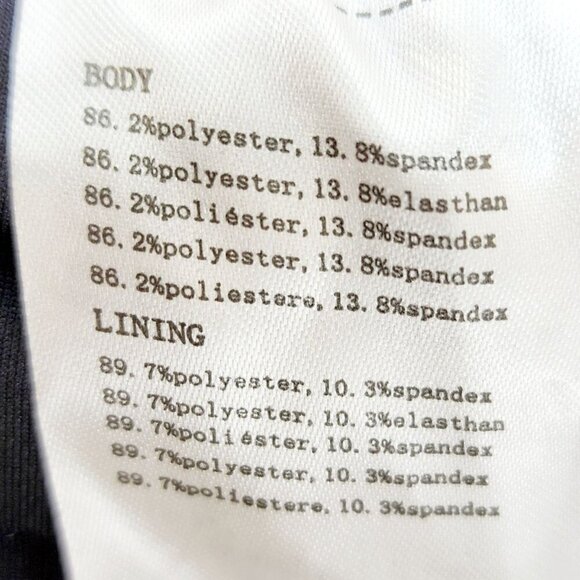 BODY
86. 2%polyester, 13. 8%spandex
86. 2%polyester, 13. 8%elasthan
86. 2%poliéster, 13. 8%spandex
86. 2%polyester, 13. 8%spandex
86. 2%poliestere, 13. 8%spandex
LINING
89. 7%polyester, 10. 3%spandex
89. 7%polyester, 10. 3%elasthan
89. 7%poliéster, 10. 3%spandex
89. 7%polyester, 10. 3%spandex
89. 7%poliestere, 10. 3%spandex